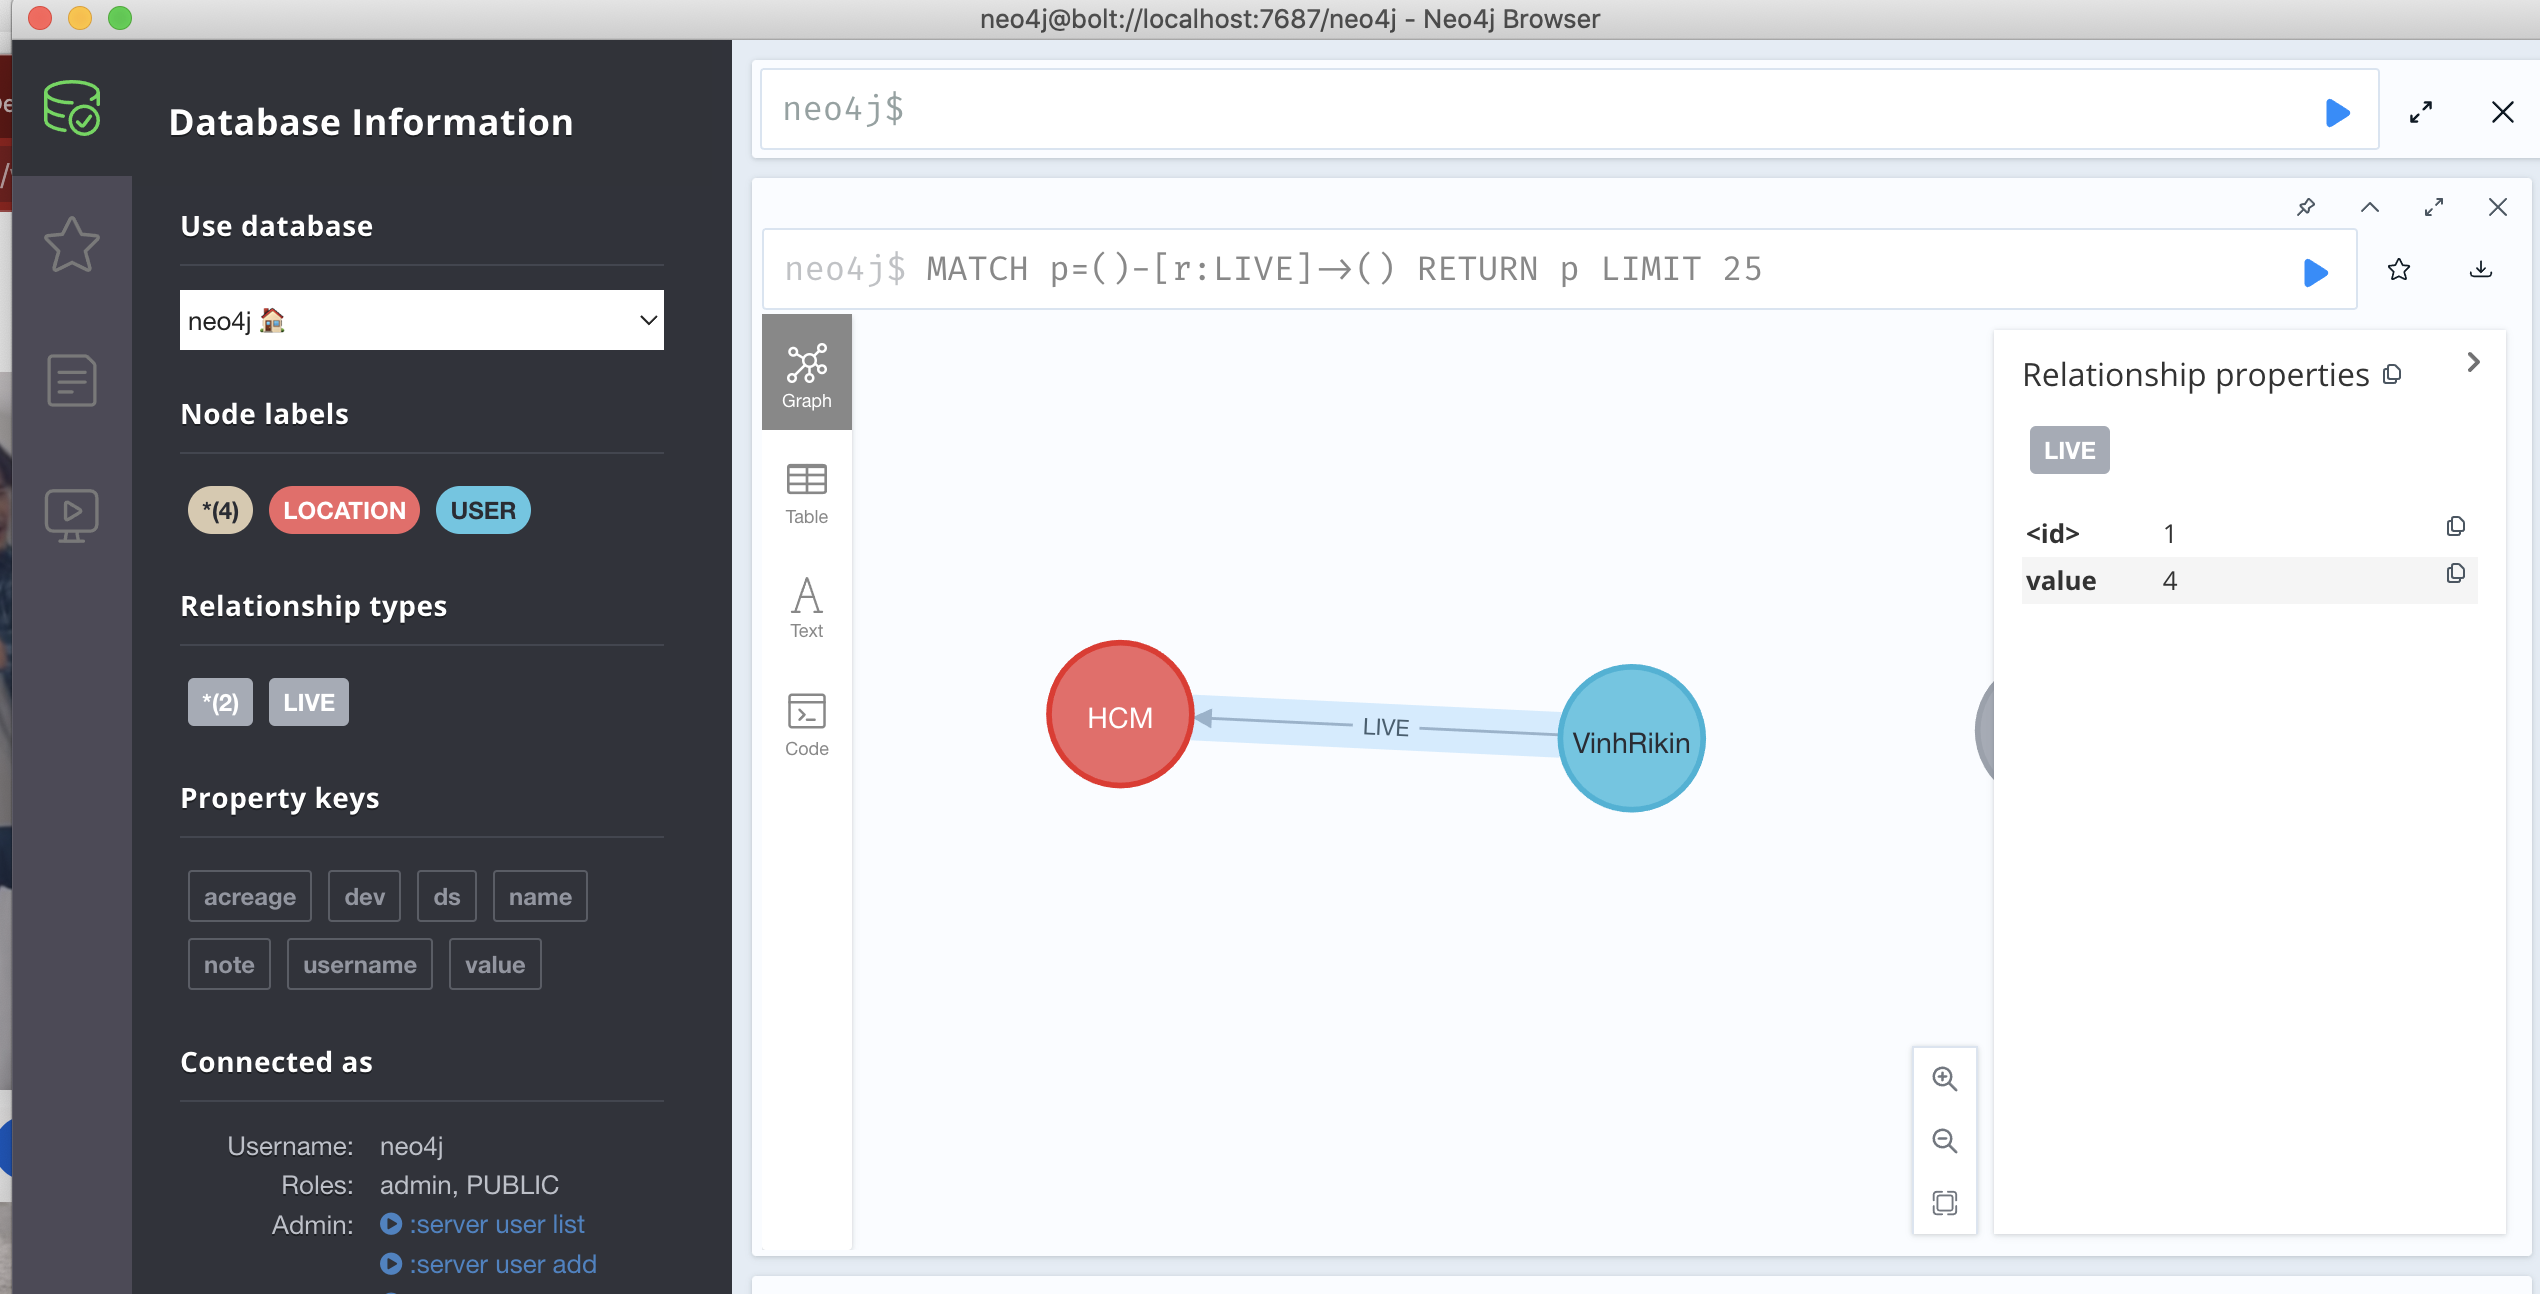 neo4j@bolt://localhost:7687/neo4j - Neo4j Browser
Database Information
Use database
neo4j 🏠
Node labels
*(4) LOCATION USER
Relationship types
*(2) LIVE
Property keys
acreage dev ds name
note username value
Connected as
Username: neo4j
Roles: admin, PUBLIC
Admin: :server user list
:server user add
neo4j$
neo4j$ MATCH p=()-[r:LIVE]->() RETURN p LIMIT 25
Graph
Table
Text
Code
HCM
LIVE
VinhRikin
Relationship properties
LIVE
<id> 1
value 4